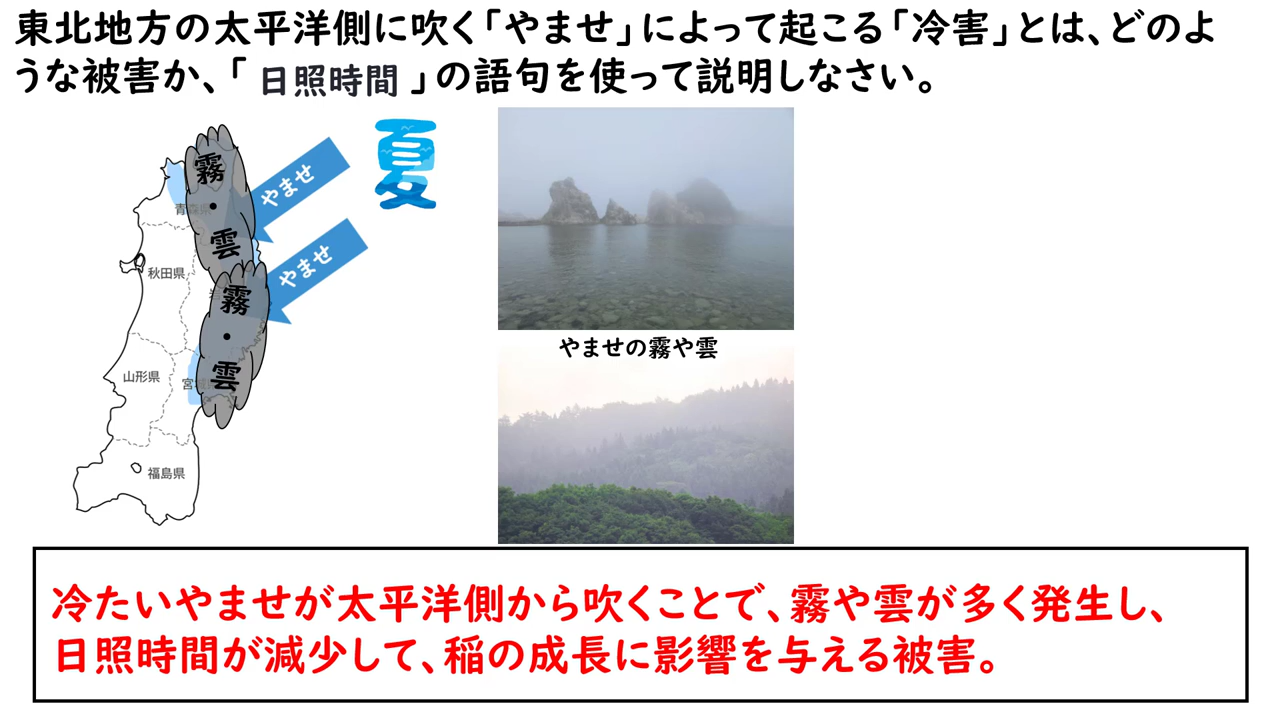 東北地方の太平洋側に吹く「やませ」によって起こる「冷害」とは、どのよ
うな被害か、「 日照時間 」の語句を使って説明しなさい。
夏
霧
・
雲
やませ
青森県
秋田県
やませ
霧
・
雲
山形県
福島県
やませの霧や雲
冷たいやませが太平洋側から吹くことで、霧や雲が多く発生し、
日照時間が減少して、稲の成長に影響を与える被害。